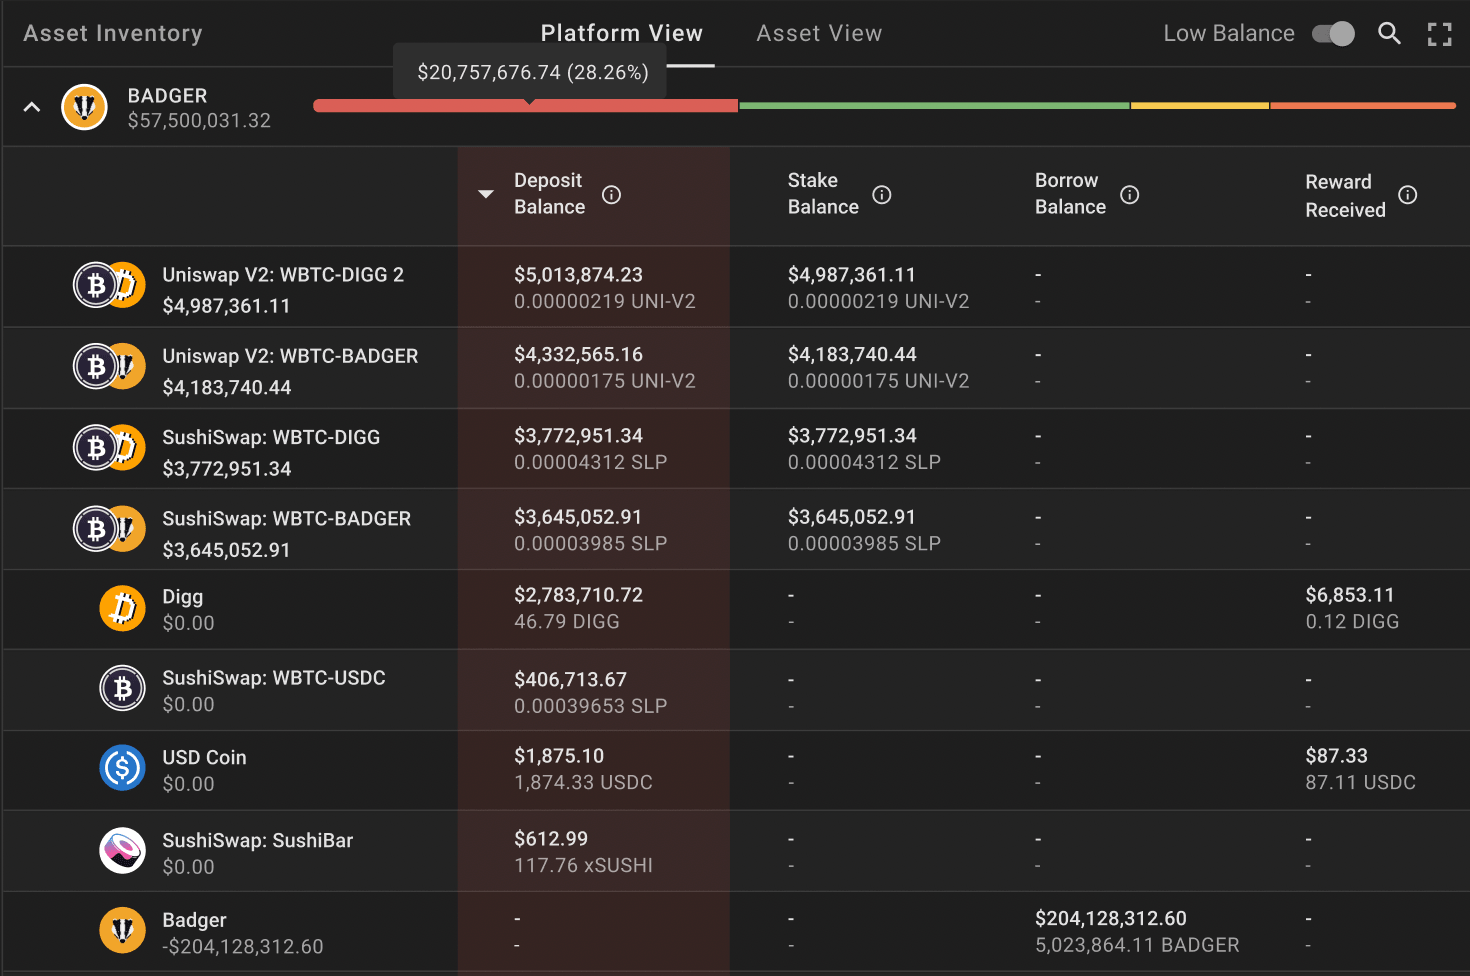 Asset Inventory
Platform View
Asset View
Low Balance
$20,757,676.74 (28.26%)
BADGER
$57,500,031.32
Deposit
Balance
Stake
Balance
Borrow
Balance
Reward
Received
Uniswap V2: WBTC-DIGG 2
$4,987,361.11
$5,013,874.23
0.00000219 UNI-V2
$4,987,361.11
0.00000219 UNI-V2
-
-
-
-
Uniswap V2: WBTC-BADGER
$4,183,740.44
$4,332,565.16
0.00000175 UNI-V2
$4,183,740.44
0.00000175 UNI-V2
-
-
-
-
SushiSwap: WBTC-DIGG
$3,772,951.34
$3,772,951.34
0.00004312 SLP
$3,772,951.34
0.00004312 SLP
-
-
-
-
SushiSwap: WBTC-BADGER
$3,645,052.91
$3,645,052.91
0.00003985 SLP
$3,645,052.91
0.00003985 SLP
-
-
-
-
Digg
$0.00
$2,783,710.72
46.79 DIGG
-
-
-
-
$6,853.11
0.12 DIGG
SushiSwap: WBTC-USDC
$0.00
$406,713.67
0.00039653 SLP
-
-
-
-
-
-
USD Coin
$0.00
$1,875.10
1,874.33 USDC
-
-
-
-
$87.33
87.11 USDC
SushiSwap: SushiBar
$0.00
$612.99
117.76 xSUSHI
-
-
-
-
-
-
Badger
-$204,128,312.60
-
-
-
-
$204,128,312.60
5,023,864.11 BADGER
-
-